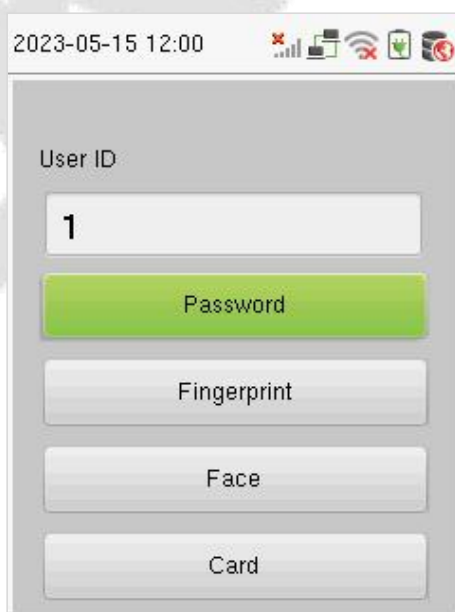 2023-05-15 12:00
User ID
1
Password
Fingerprint
Face
Card